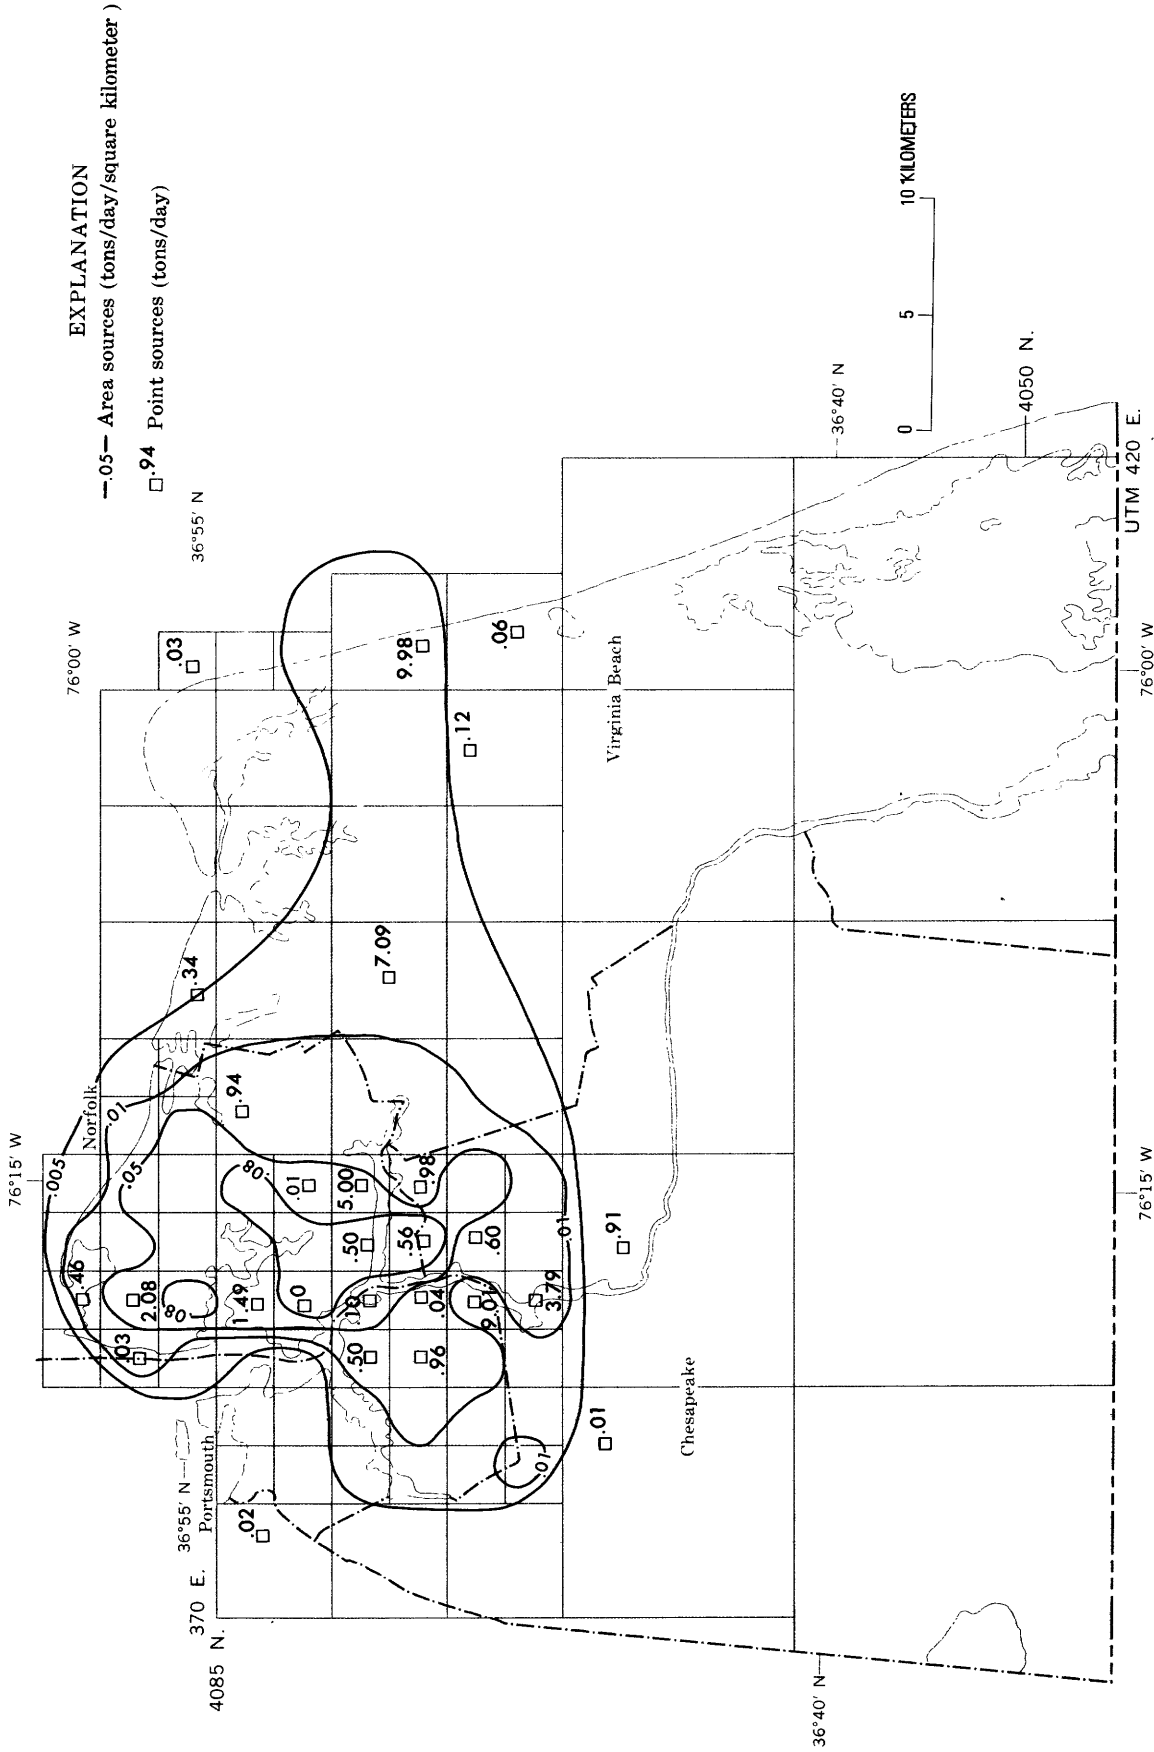 EXPLANATION
—.05— Area sources (tons/day/square kilometer)
□.94 Point sources (tons/day)
36°55' N
76°00' W
.03
9.98
.06
.12
Virginia Beach
7.09
.34
Norfolk
76°15' W
.005
.01
.05
.08
.94
.01
5.00
.98
.46
2.08
.08
1.49
0
.50
.56
.60
.10
.04
9.01
3.79
.01
.91
.03
.50
.96
.01
.01
Chesapeake
36°55' N
Portsmouth
.02
370 E.
4085 N.
36°40' N
76°15' W
76°00' W
UTM 420 E.
4050 N.
36°40' N
0 5 10 KILOMETERS